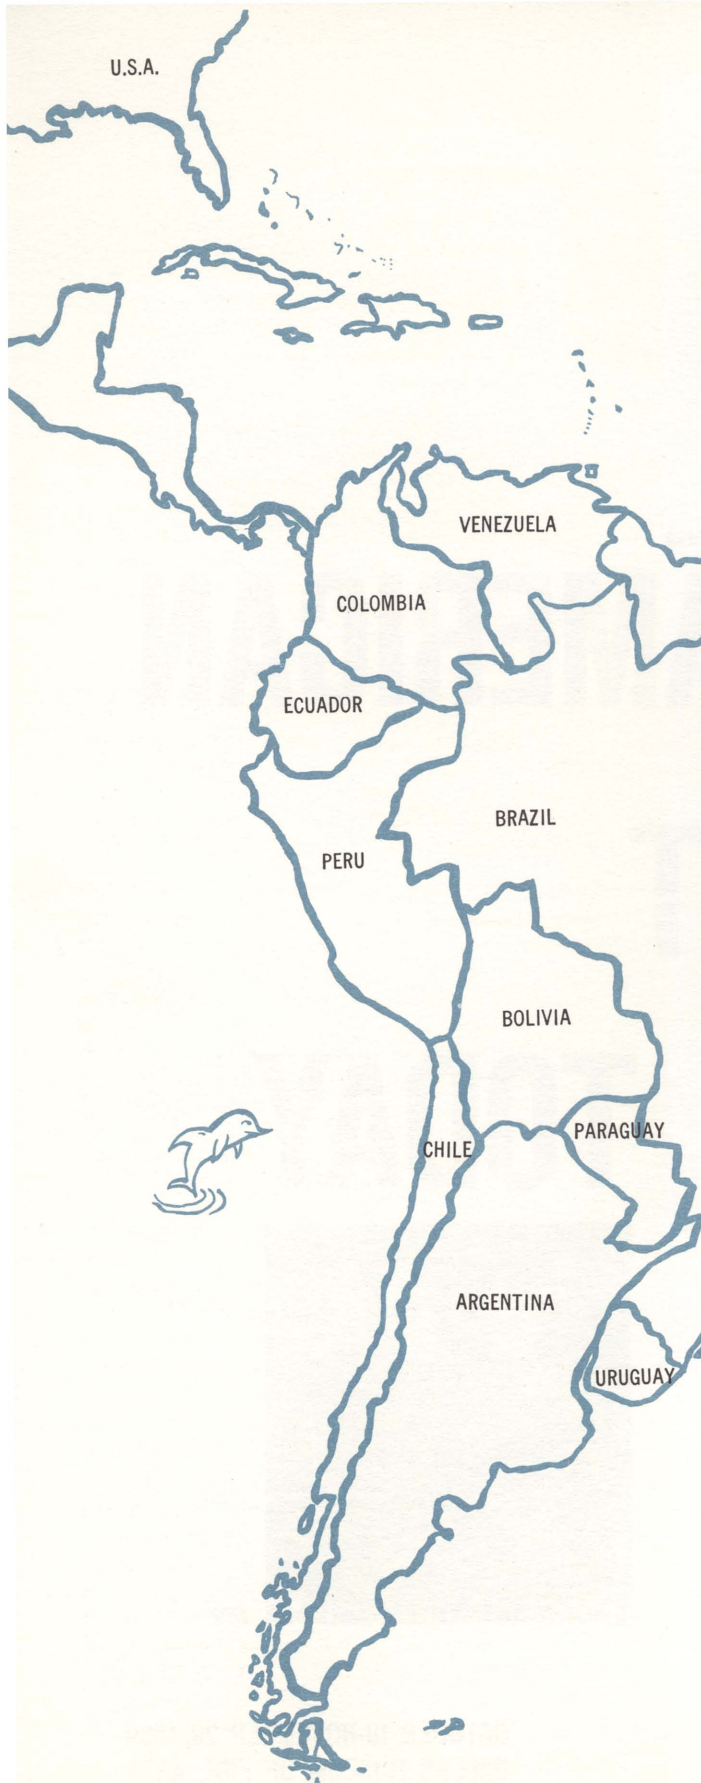 U.S.A.
VENEZUELA
COLOMBIA
ECUADOR
BRAZIL
PERU
BOLIVIA
PARAGUAY
CHILE
ARGENTINA
URUGUAY